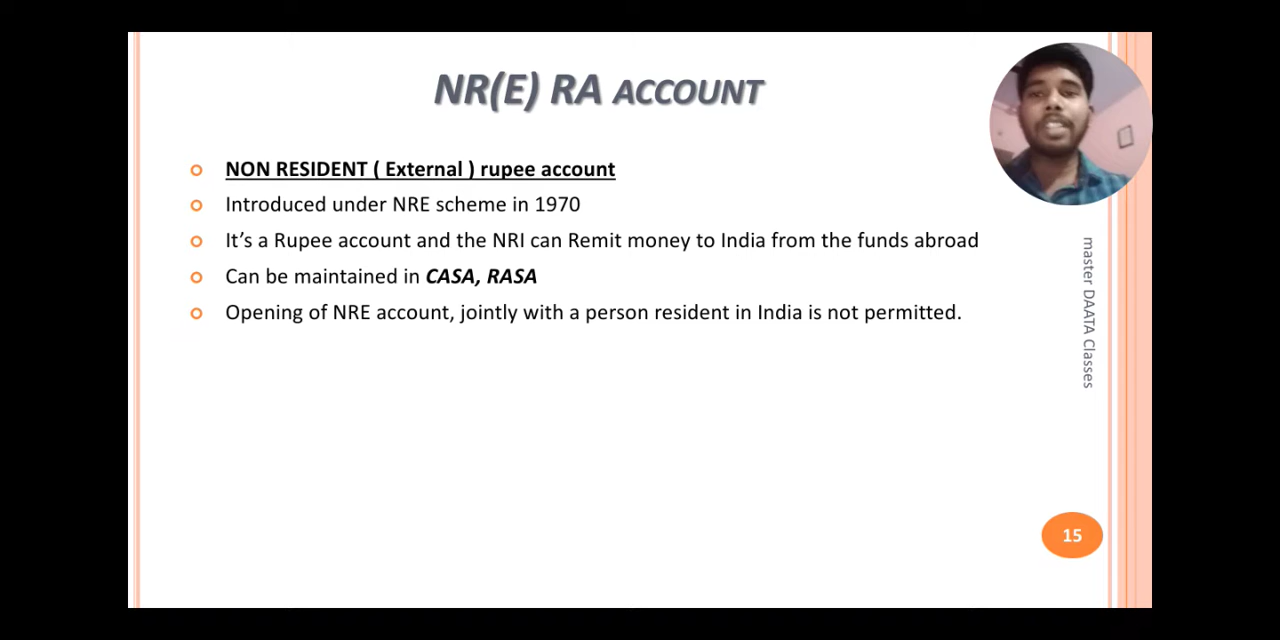 NR(E) RA ACCOUNT
NON RESIDENT ( External ) rupee account
Introduced under NRE scheme in 1970
It’s a Rupee account and the NRI can Remit money to India from the funds abroad
Can be maintained in CASA, RASA
Opening of NRE account, jointly with a person resident in India is not permitted.
master DAATA Classes
15